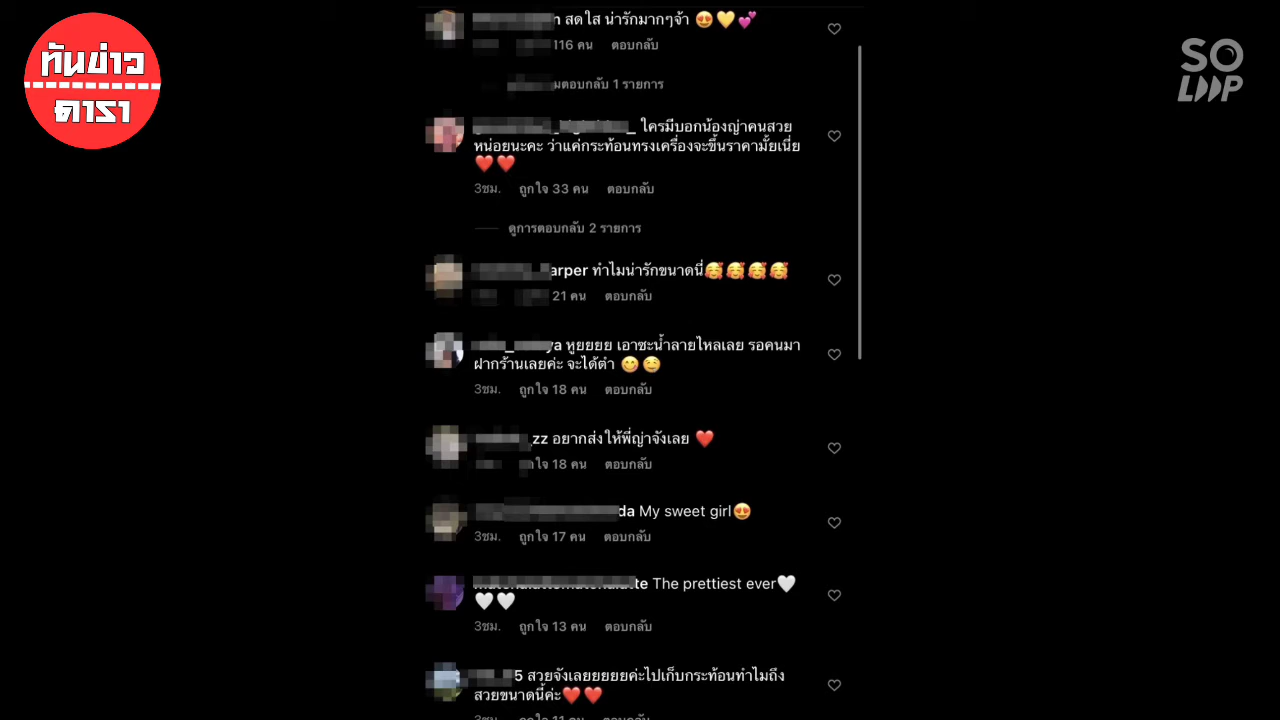 ทันข่าว
ดารา
SO
LOOP
n สดใส น่ารักมากๆจ้า 😍💛💕
116 คน ตอบกลับ
ตอบกลับ 1 รายการ
_ ใครมีบอกน้องญ่าคนสวย
หน่อยนะคะ ว่าแค่กระท้อนทรงเครื่องจะขึ้นราคามั้ยเนี่ย
❤️❤️
3ชม. ถูกใจ 33 คน ตอบกลับ
ดูการตอบกลับ 2 รายการ
arper ทำไมน่ารักขนาดนี้🥰🥰🥰🥰
21 คน ตอบกลับ
ya หูยยยย เอาซะน้ำลายไหลเลย รอคนมา
ฝากร้านเลยค่ะ จะได้ตำ 😋🤤
3ชม. ถูกใจ 18 คน ตอบกลับ
_zz อยากส่งให้พี่ญ่าจังเลย ❤️
18 คน ตอบกลับ
da My sweet girl😍
3ชม. ถูกใจ 17 คน ตอบกลับ
te The prettiest ever🤍
🤍🤍
3ชม. ถูกใจ 13 คน ตอบกลับ
5 สวยจังเลยยยยยค่ะไปเก็บกระท้อนทำไมถึง
สวยขนาดนี้ค่ะ❤️❤️
3ชม. ถูกใจ 11 คน ตอบกลับ